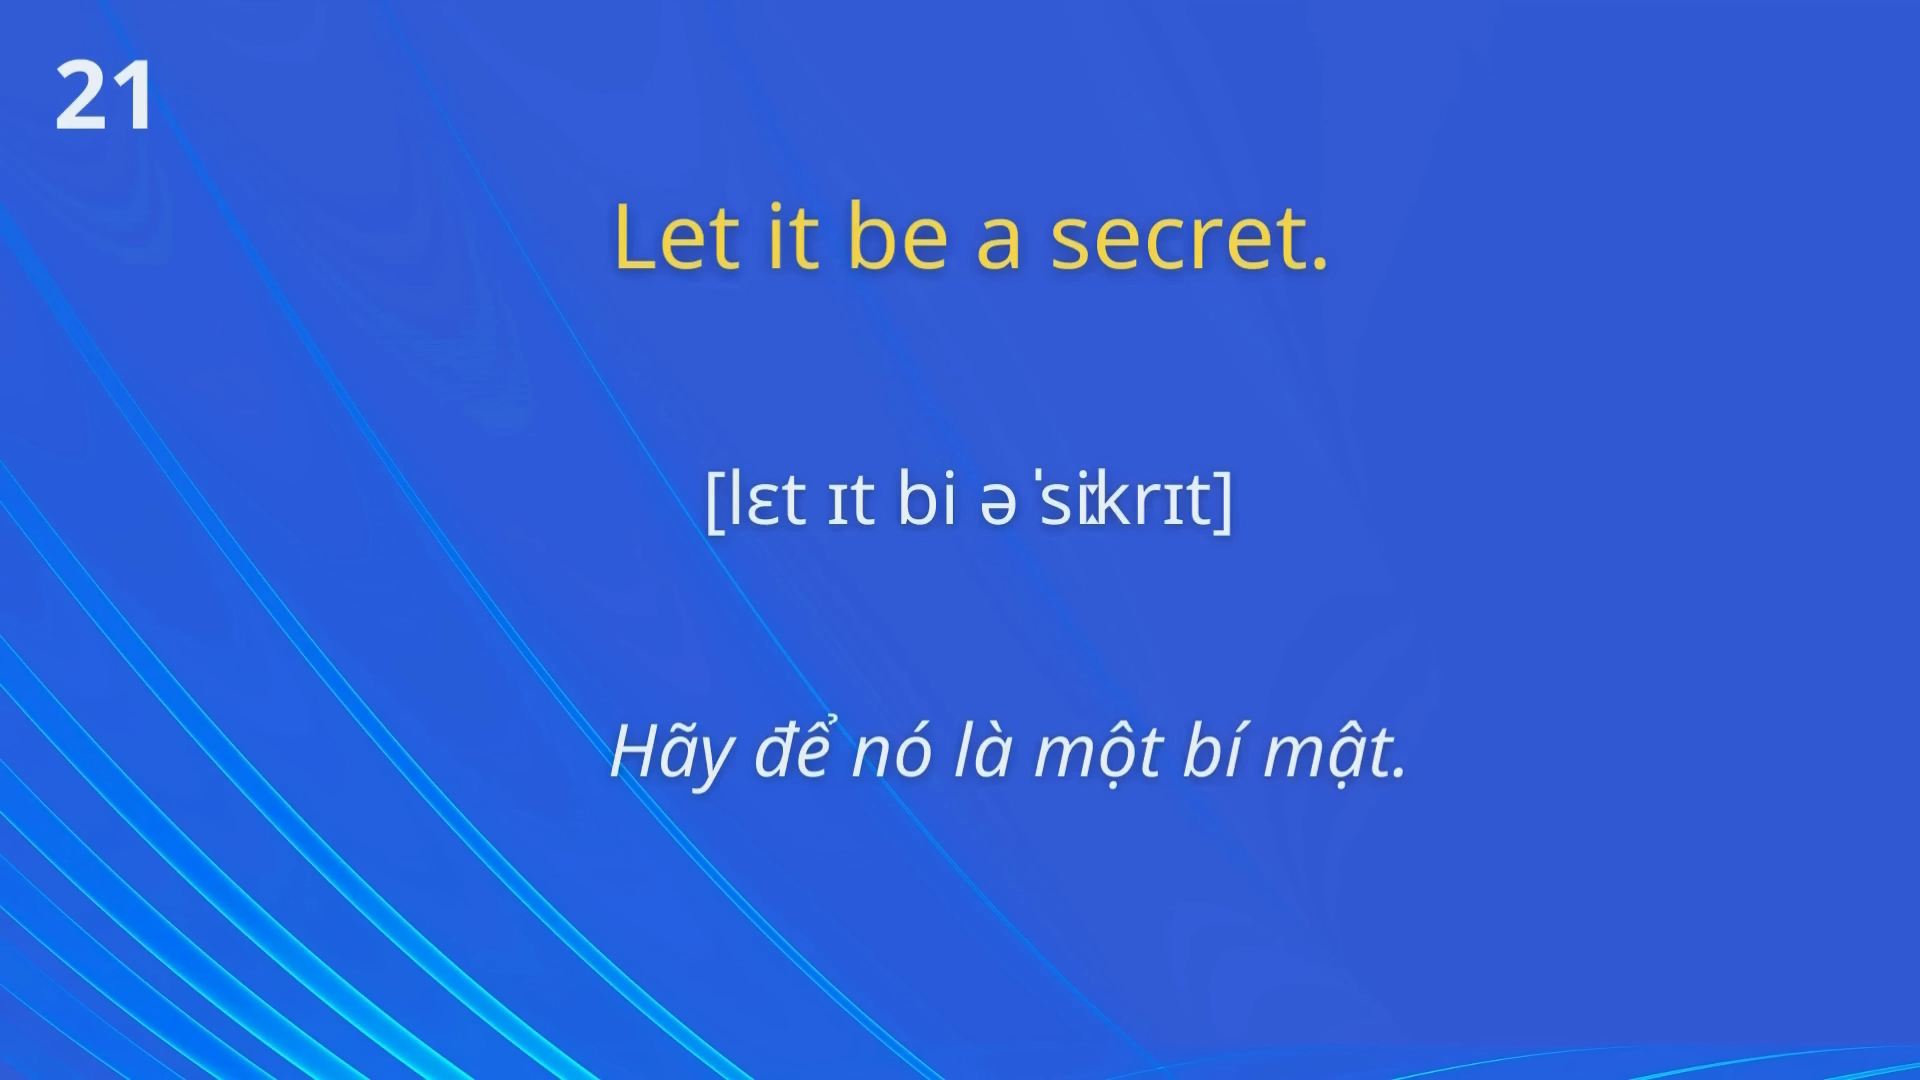 21
Let it be a secret.
[lɛt ɪt bi ə ˈsiːkrɪt]
Hãy để nó là một bí mật.